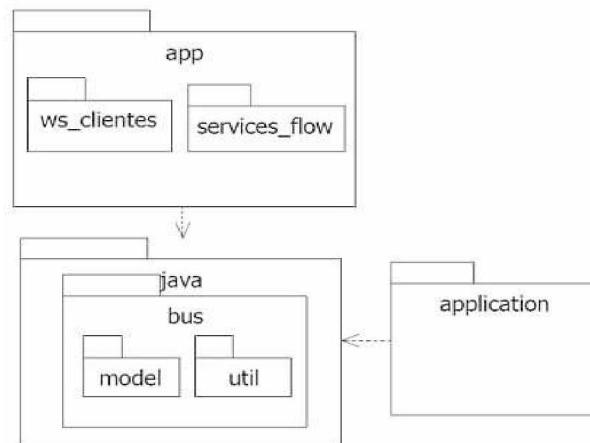 app
ws_clientes
services_flow
java
bus
model
util
application